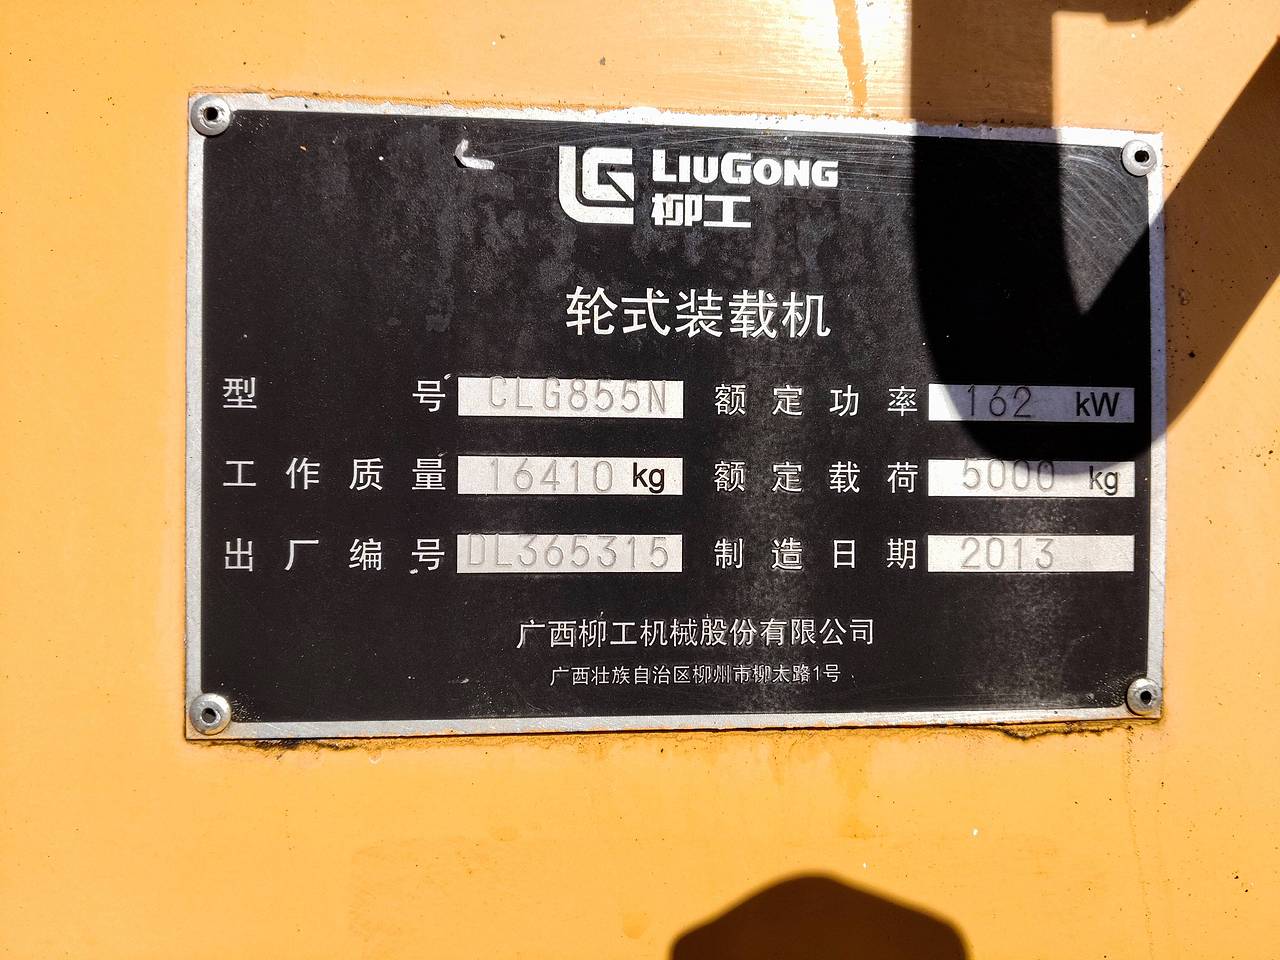 LIUGONG
柳工
轮式装载机
型号 CLG855N 额定功率 162 kW
工作质量 16410 kg 额定载荷 5000 kg
出厂编号 DL365315 制造日期 2013
广西柳工机械股份有限公司
广西壮族自治区柳州市柳太路1号